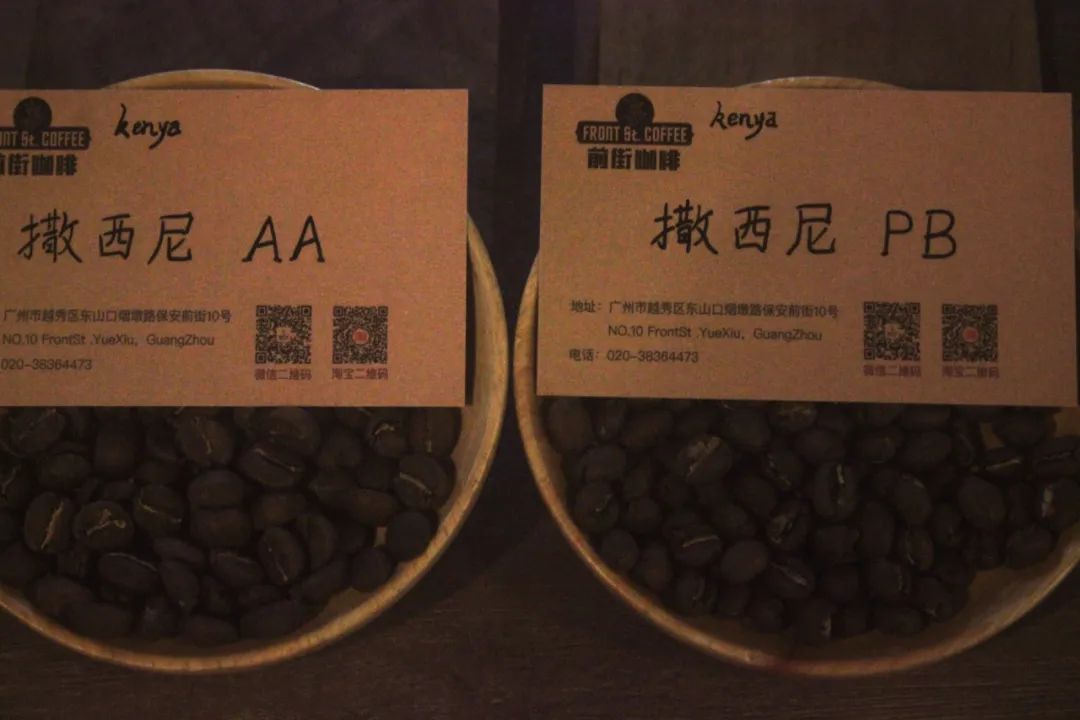 FRONT St. COFFEE
前街咖啡
kenya
撒西尼 AA
广州市越秀区东山口烟墩路保安前街10号
NO.10 FrontSt .YueXiu, GuangZhou
020-38364473
微信二维码 淘宝二维码
FRONT St. COFFEE
前街咖啡
kenya
撒西尼 PB
地址：广州市越秀区东山口烟墩路保安前街10号
NO.10 FrontSt .YueXiu, GuangZhou
电话：020-38364473
微信二维码 淘宝二维码